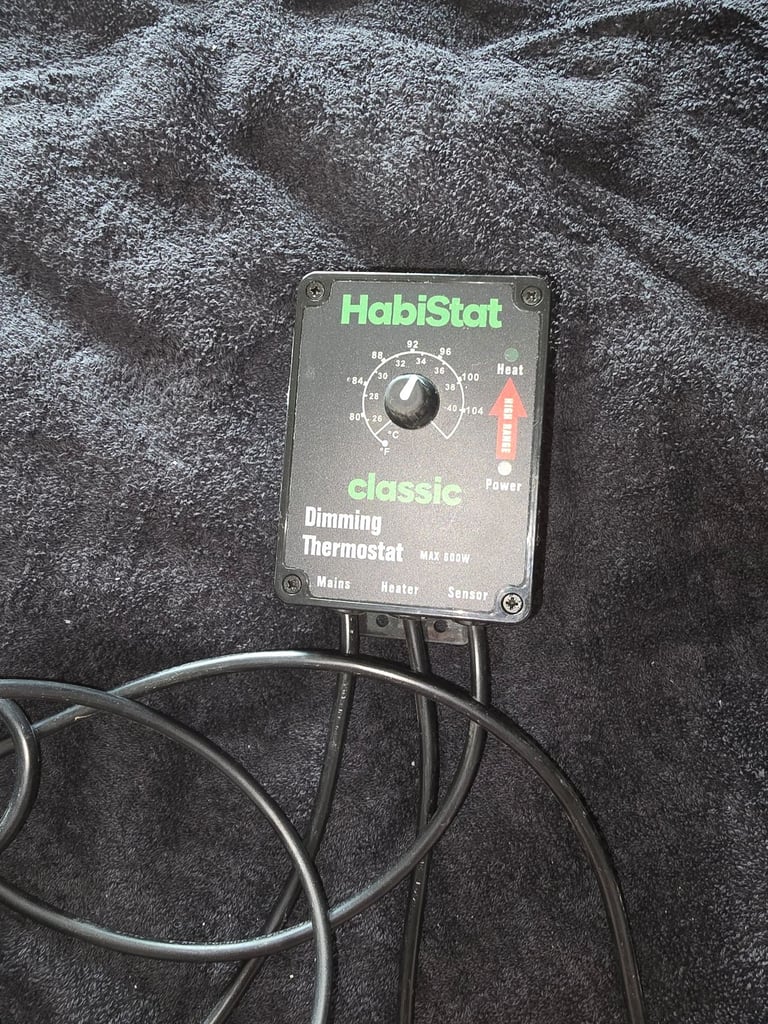 HabiStat
92
88 96
32 34
84 30 36 100
28 38
80 26 40 104
°C
°F
Heat
HIGH RANGE
Power
classic
Dimming
Thermostat MAX 600W
Mains Heater Sensor